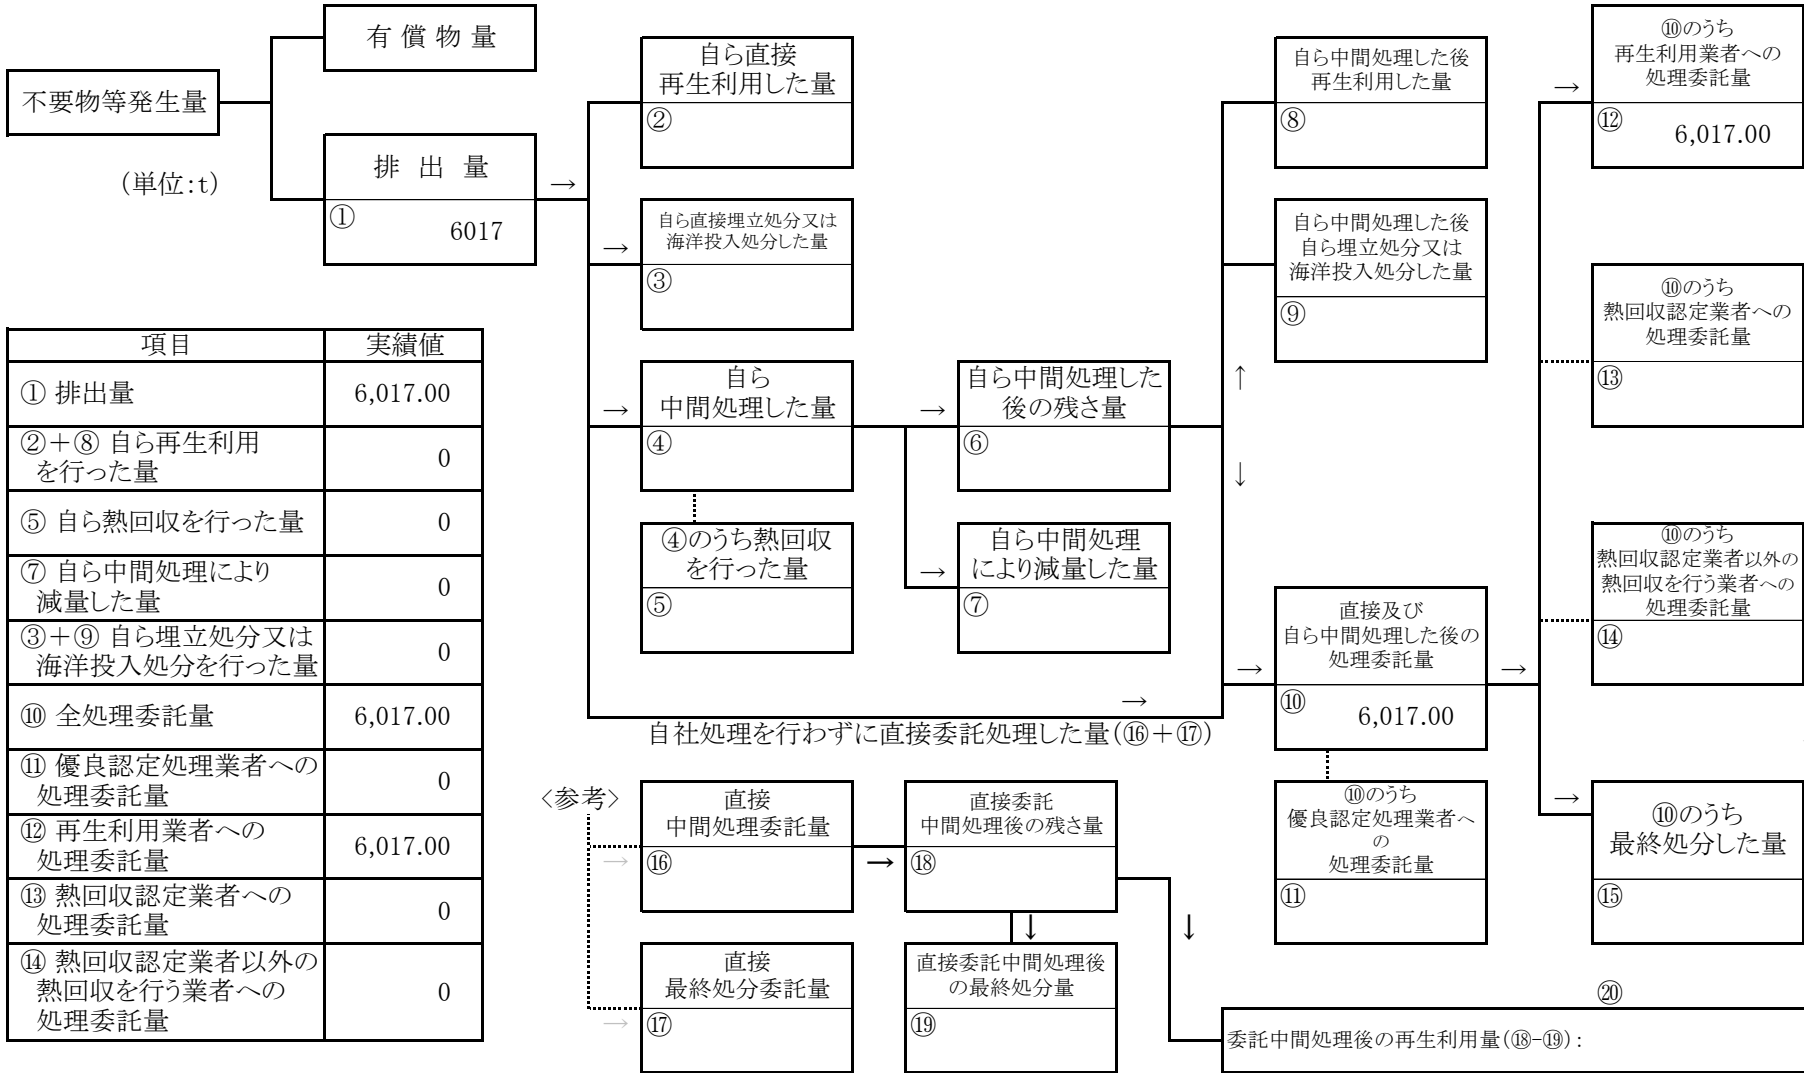 不要物等発生量
(単位:t)
有 償 物 量
排 出 量
①
6017
→
自ら直接
再生利用した量
②
→
自ら直接埋立処分又は
海洋投入処分した量
③
→
自ら
中間処理した量
④
④のうち熱回収
を行った量
⑤
→
自ら中間処理した
後の残さ量
⑥
→
自ら中間処理
により減量した量
⑦
自ら中間処理した後
再生利用した量
⑧
自ら中間処理した後
自ら埋立処分又は
海洋投入処分した量
⑨
↑
↓
→
自社処理を行わずに直接委託処理した量(⑯+⑰)
→
直接及び
自ら中間処理した後の
処理委託量
⑩
6,017.00
⑩のうち
優良認定処理業者へ
の
処理委託量
⑪
→
→
⑩のうち
再生利用業者への
処理委託量
⑫
6,017.00
⑩のうち
熱回収認定業者への
処理委託量
⑬
⑩のうち
熱回収認定業者以外の
熱回収を行う業者への
処理委託量
⑭
→
⑩のうち
最終処分した量
⑮
項目 実績値
① 排出量 6,017.00
②+⑧ 自ら再生利用
を行った量 0
⑤ 自ら熱回収を行った量 0
⑦ 自ら中間処理により
減量した量 0
③+⑨ 自ら埋立処分又は
海洋投入処分を行った量 0
⑩ 全処理委託量 6,017.00
⑪ 優良認定処理業者への
処理委託量 0
⑫ 再生利用業者への
処理委託量 6,017.00
⑬ 熱回収認定業者への
処理委託量 0
⑭ 熱回収認定業者以外の
熱回収を行う業者への
処理委託量 0
〈参考〉
→
直接
中間処理委託量
⑯
→
直接
最終処分委託量
⑰
→
直接委託
中間処理後の残さ量
⑱
↓
直接委託中間処理後
の最終処分量
⑲
↓
⑳
委託中間処理後の再生利用量(⑱-⑲):